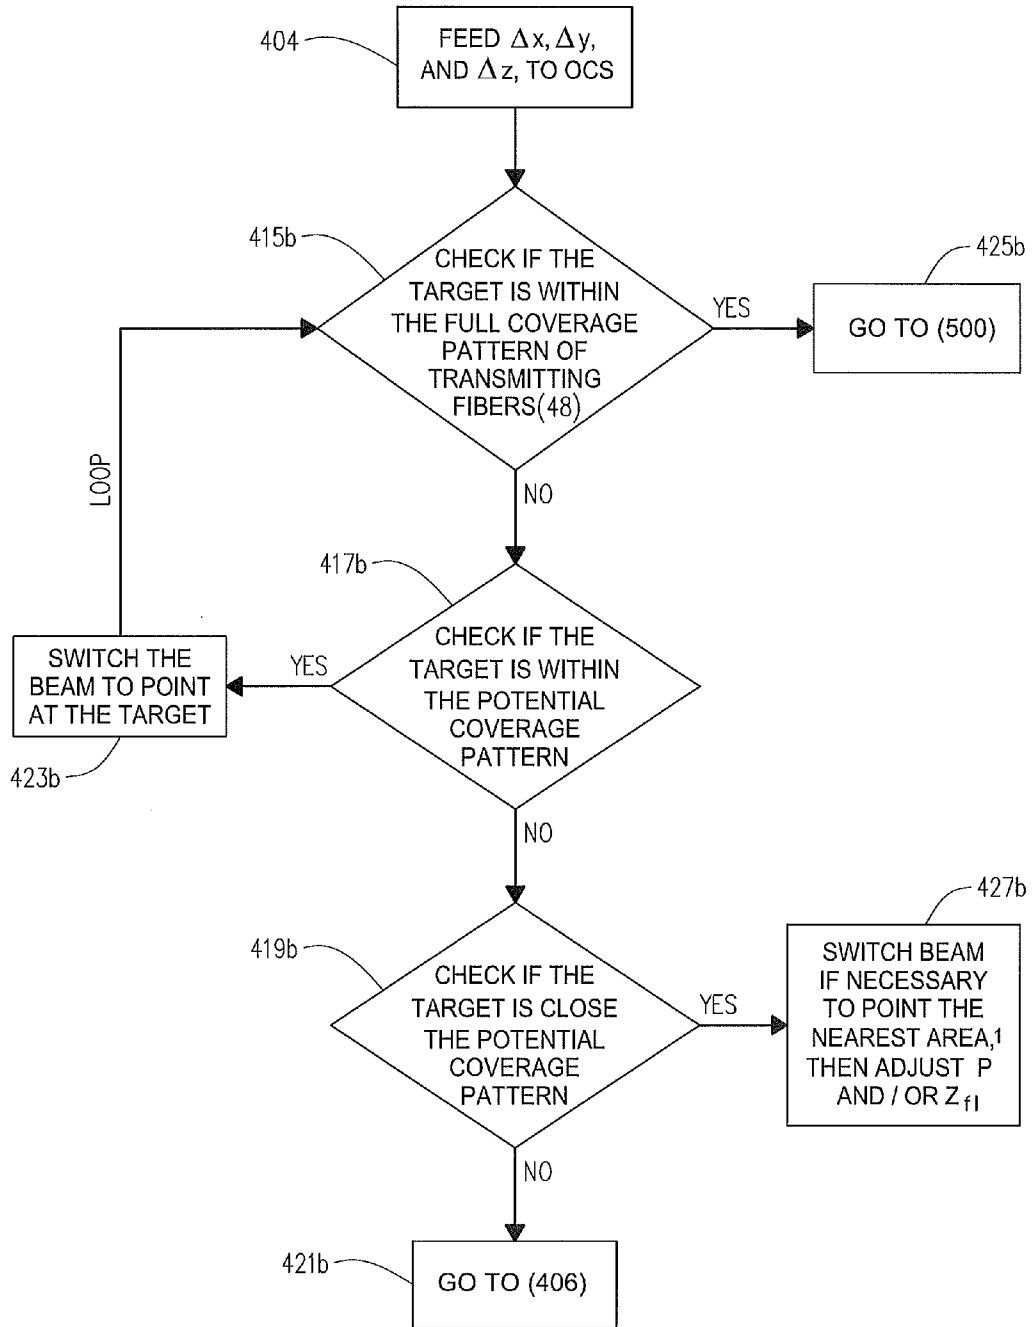 404
FEED Δx, Δy,
AND Δz, TO OCS
415b
CHECK IF THE
TARGET IS WITHIN
THE FULL COVERAGE
PATTERN OF
TRANSMITTING
FIBERS(48)
YES
425b
GO TO (500)
LOOP
NO
417b
CHECK IF THE
TARGET IS WITHIN
THE POTENTIAL
COVERAGE
PATTERN
YES
SWITCH THE
BEAM TO POINT
AT THE TARGET
423b
NO
419b
CHECK IF THE
TARGET IS CLOSE
THE POTENTIAL
COVERAGE
PATTERN
YES
427b
SWITCH BEAM
IF NECESSARY
TO POINT THE
NEAREST AREA,¹
THEN ADJUST P
AND / OR Z_fl
NO
421b
GO TO (406)